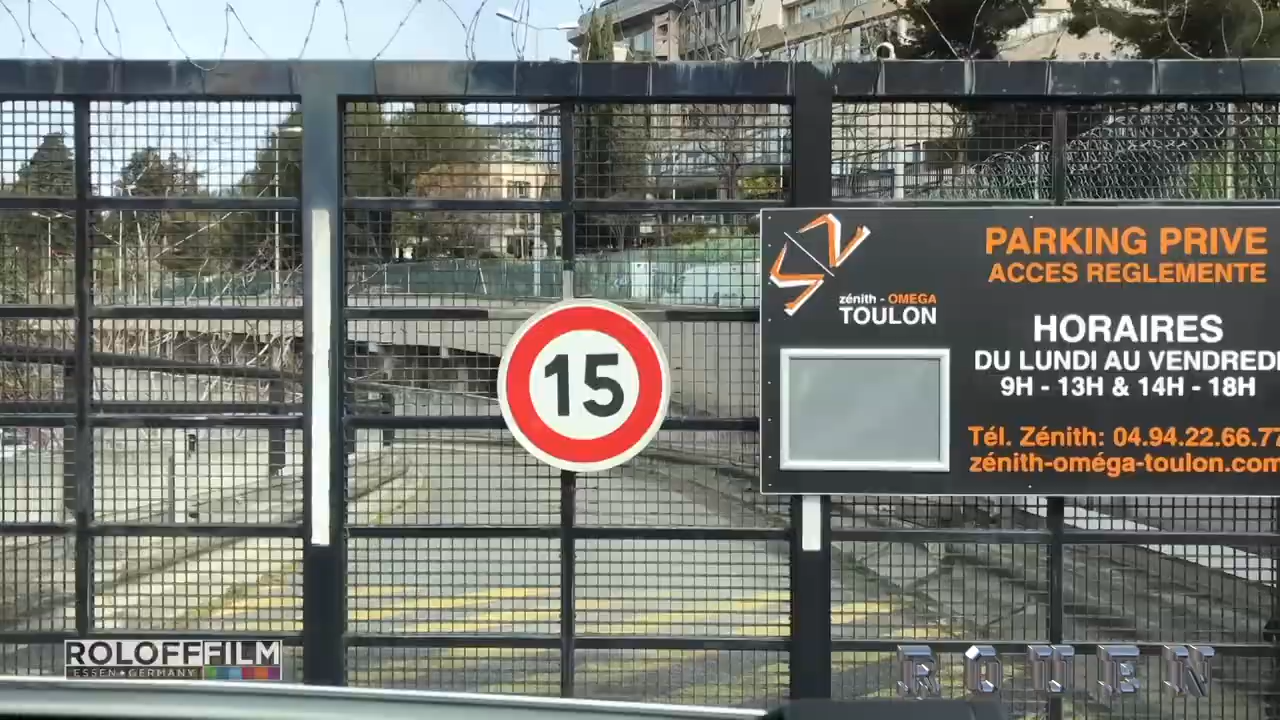 PARKING PRIVE
ACCES REGLEMENTE
zénith - OMEGA
TOULON
HORAIRES
DU LUNDI AU VENDREDI
9H - 13H & 14H - 18H
Tél. Zénith: 04.94.22.66.77
zénith-oméga-toulon.com
15
ROLOFFFILM
ESSEN GERMANY
ROUEN